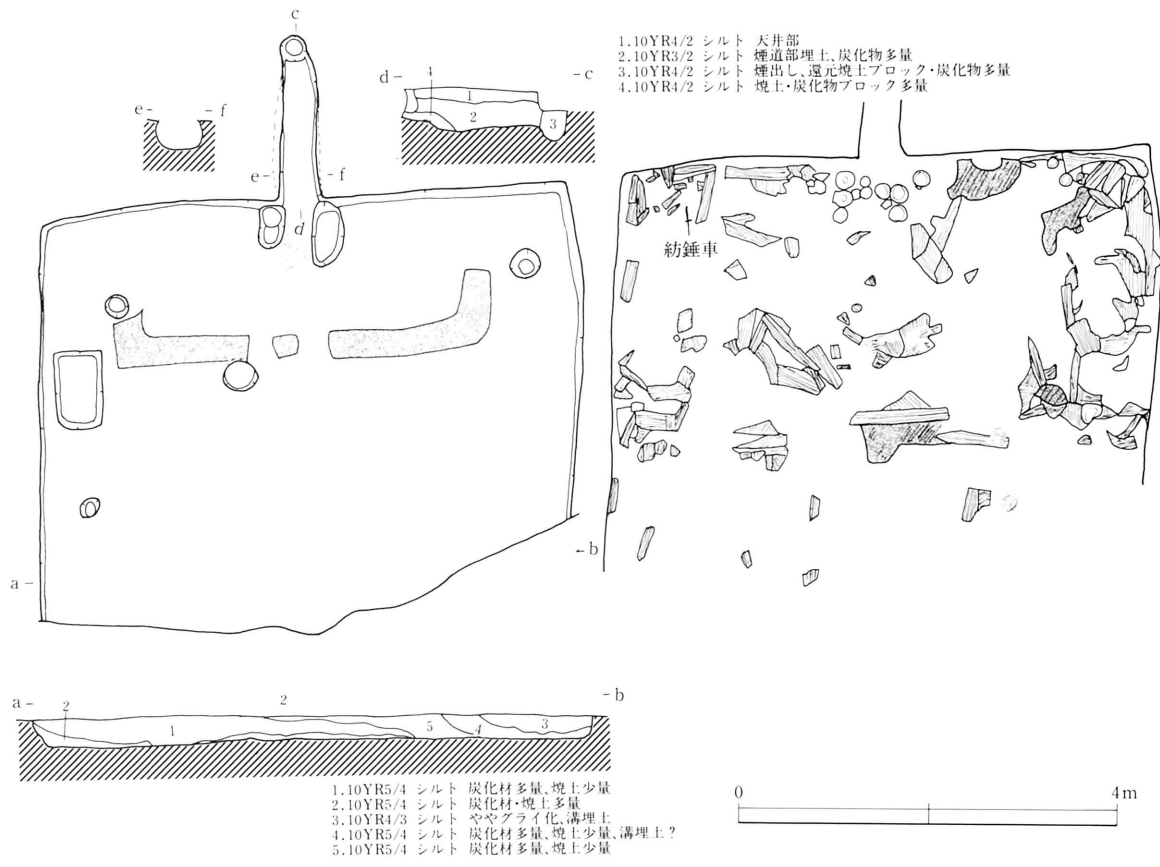 c
1.10YR4/2 シルト 天井部
2.10YR3/2 シルト 煙道部埋土、炭化物多量
3.10YR4/2 シルト 煙出し、還元焼土ブロック・炭化物多量
4.10YR4/2 シルト 焼土・炭化物ブロック多量
d 4 c
1
2
3
e f
e f
d
紡錘車
b
a
a 2 2 b
1 5 4 3
1.10YR5/4 シルト 炭化材多量、焼土少量
2.10YR5/4 シルト 炭化材・焼土多量
3.10YR4/3 シルト ややグライ化、溝埋土
4.10YR5/4 シルト 炭化材多量、焼土少量、溝埋土?
5.10YR5/4 シルト 炭化材多量、焼土少量
0 4m